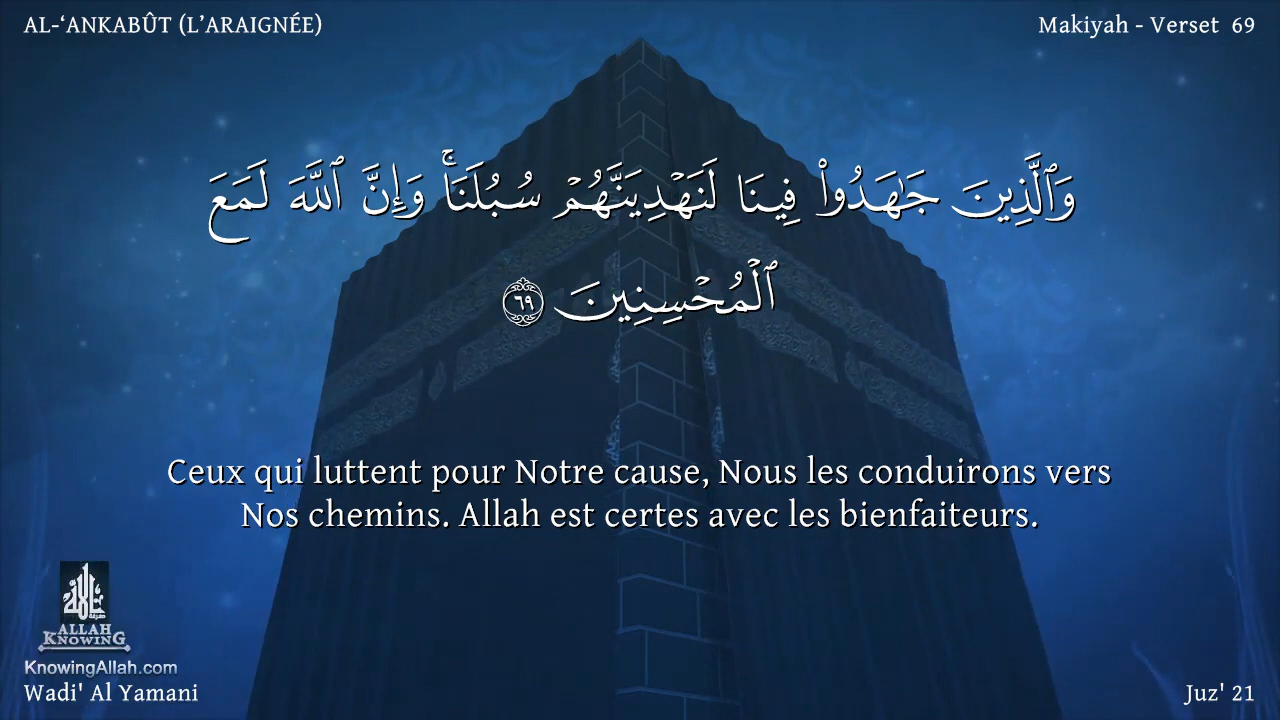 AL-‘ANKABÛT (L’ARAIGNÉE)
Makiyah - Verset 69
وَٱلَّذِينَ جَٰهَدُوا۟ فِينَا لَنَهْدِيَنَّهُمْ سُبُلَنَا ۚ وَإِنَّ ٱللَّهَ لَمَعَ
ٱلْمُحْسِنِينَ ٦٩
Ceux qui luttent pour Notre cause, Nous les conduirons vers
Nos chemins. Allah est certes avec les bienfaiteurs.
ALLAH
KNOWING
KnowingAllah.com
Wadi' Al Yamani
Juz' 21